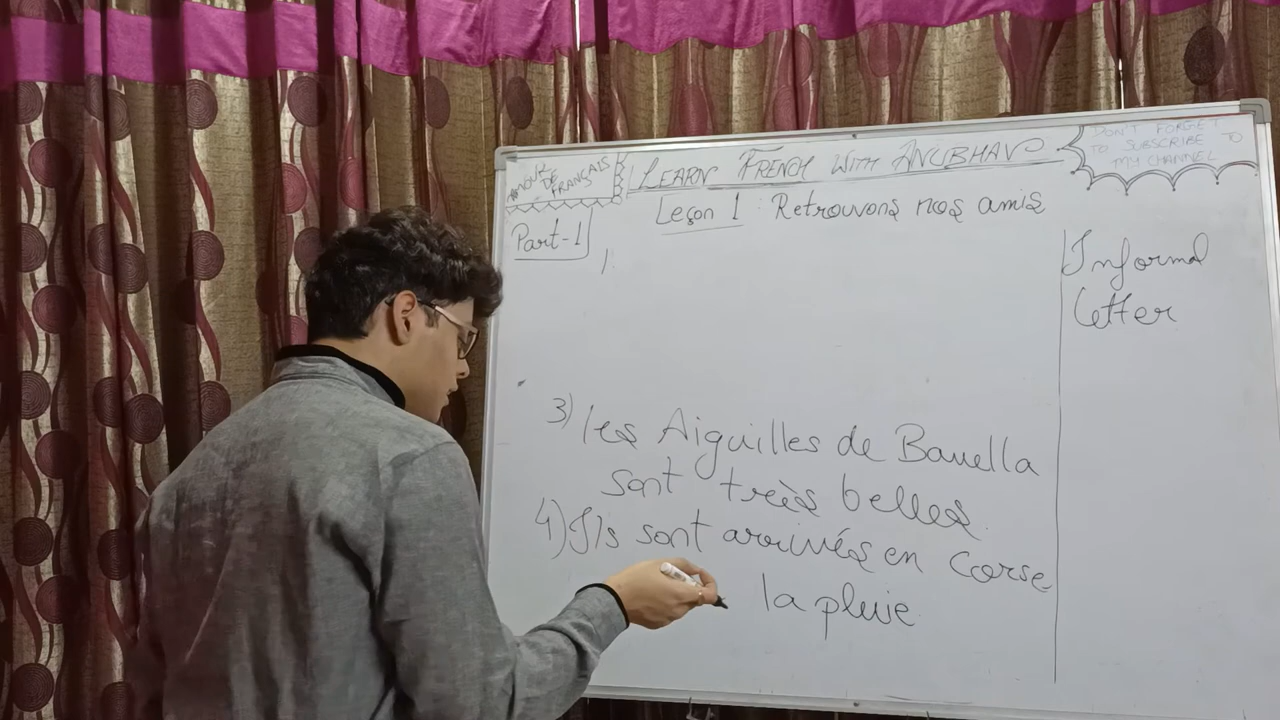 AMOUR DE FRANÇAIS
LEARN FRENCH WITH ANUBHAV
DON'T FORGET
TO SUBSCRIBE TO
MY CHANNEL
Leçon 1 : Retrouvons nos amis
Part-1
1.
Informal
letter
3) les Aiguilles de Bavella
sont très belles.
4) Ils sont arrivés en Corse
la pluie